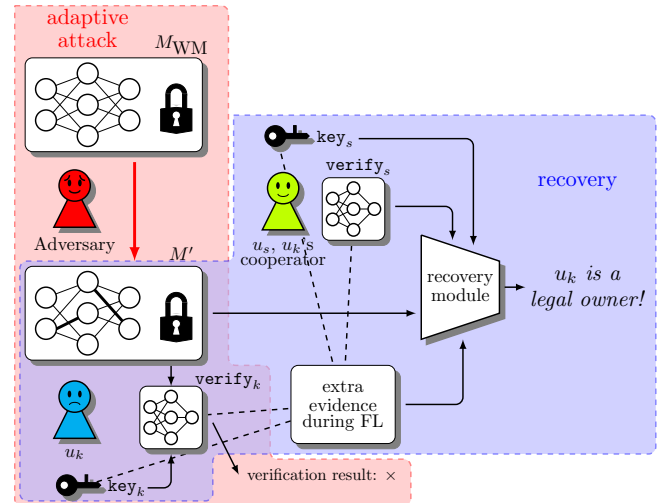 adaptive
attack
M_WM
key_s
verify_s
recovery
Adversary
u_s, u_k's
cooperator
M′
recovery
module
u_k is a
legal owner!
verify_k
extra
evidence
during FL
u_k
key_k
verification result: ×